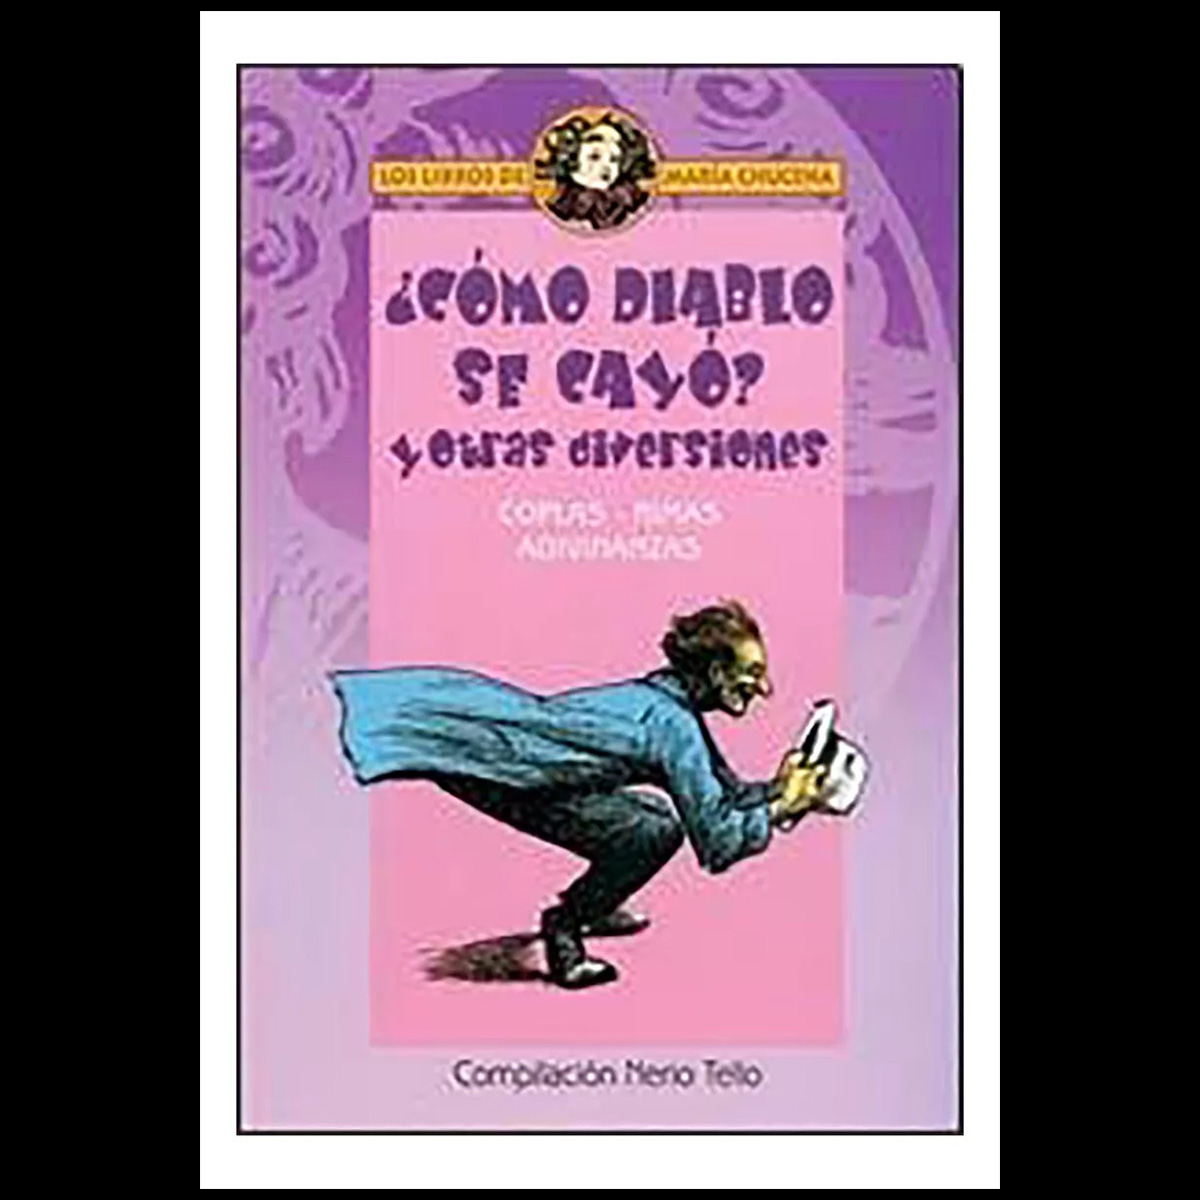 LOS LIBROS DE MARÍA CHUCENA
¿CÓMO DIABLO
SE CAYÓ?
y otras diversiones
COPLAS - RIMAS
ADIVINANZAS
Compilación Nerio Tello